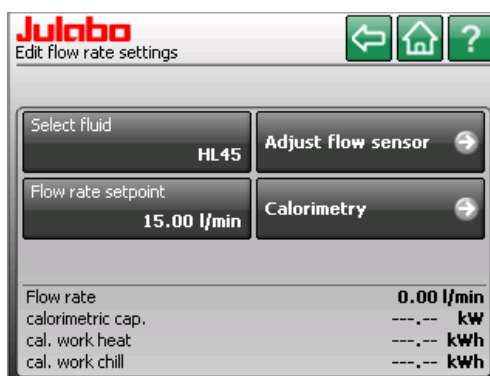 Julabo
Edit flow rate settings
?
Select fluid
HL45
Adjust flow sensor
Flow rate setpoint
15.00 l/min
Calorimetry
Flow rate 0.00 l/min
calorimetric cap. ---.-- kW
cal. work heat ---.-- kWh
cal. work chill ---.-- kWh